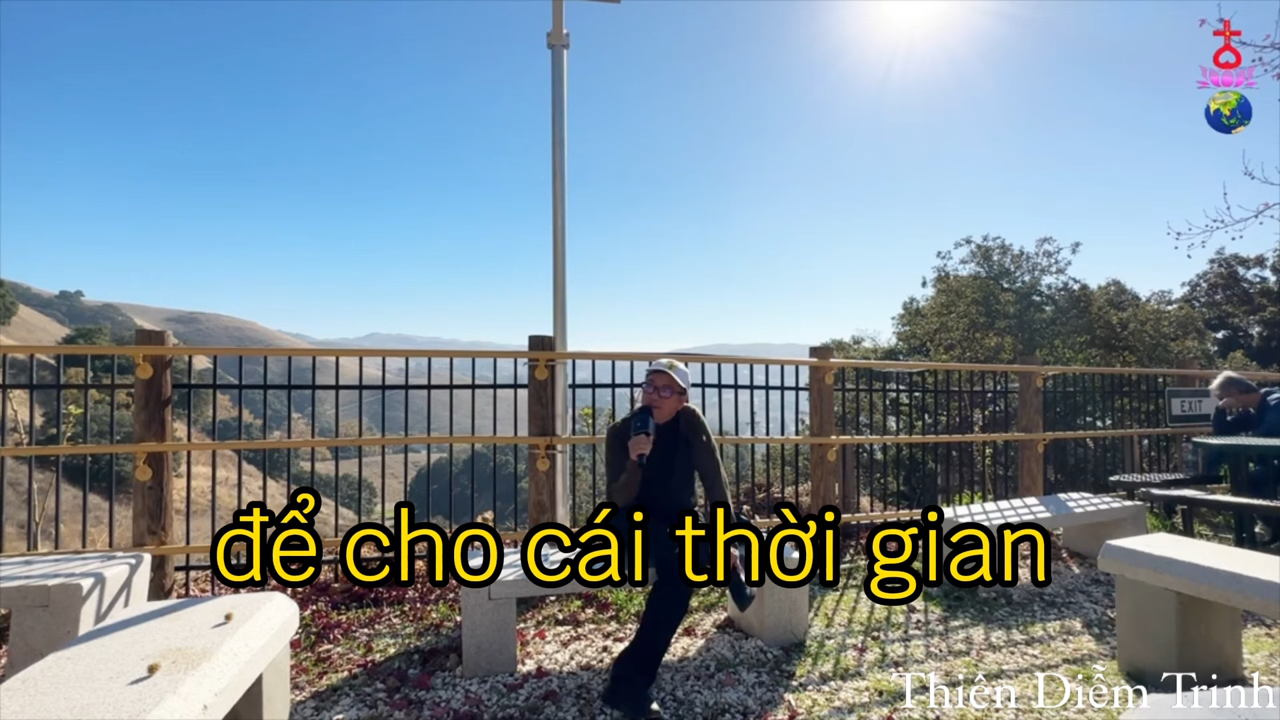 EXIT
để cho cái thời gian
Thiên Diễm Trinh